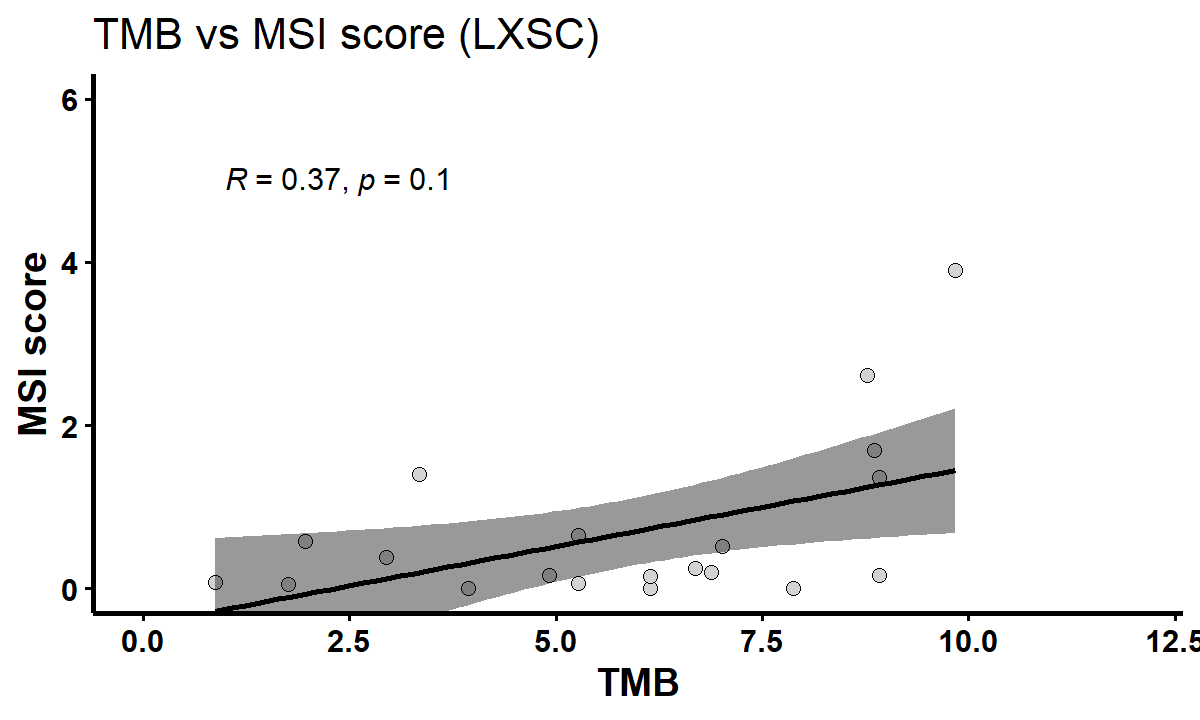 TMB vs MSI score (LXSC)
6
R = 0.37, p = 0.1
4
MSI score
2
0
0.0 2.5 5.0 7.5 10.0 12.5
TMB